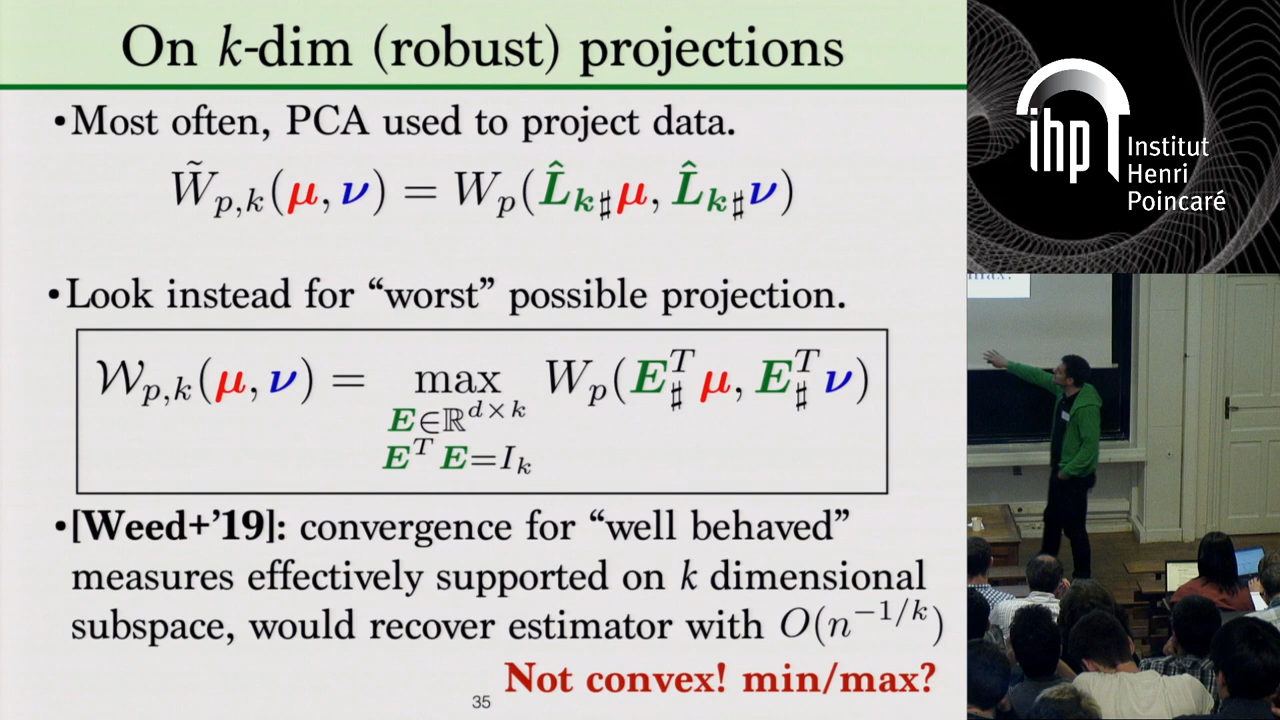 On k-dim (robust) projections
•Most often, PCA used to project data.
W̃_{p,k}(μ, ν) = W_p(L̂_{k♯}μ, L̂_{k♯}ν)
•Look instead for “worst” possible projection.
𝒲_{p,k}(μ, ν) = max W_p(E^T_♯ μ, E^T_♯ ν)
E∈ℝ^{d×k}
E^T E=I_k
•[Weed+’19]: convergence for “well behaved”
measures effectively supported on k dimensional
subspace, would recover estimator with O(n^{−1/k})
Not convex! min/max?
35
ihp
Institut
Henri
Poincaré